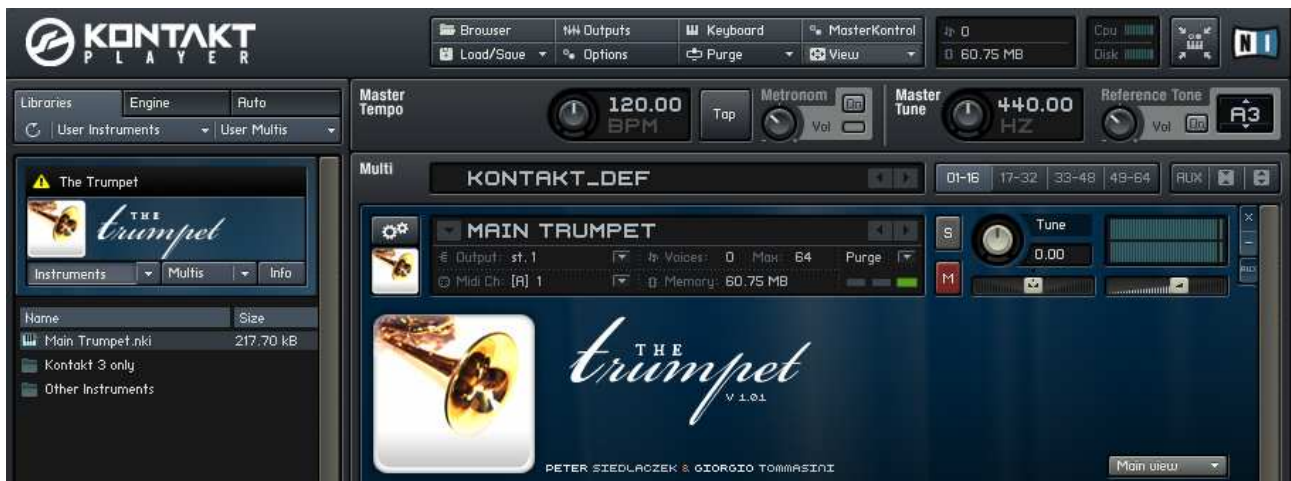 KONTAKT
PLAYER
Browser
Outputs
Keyboard
MasterKontrol
Load/Save
Options
Purge
View
0
60.75 MB
Cpu
Disk
NI
Libraries
Engine
Auto
User Instruments
User Multis
Master
Tempo
120.00
BPM
Tap
Metronom
On
Vol
Master
Tune
440.00
HZ
Reference Tone
Vol
On
A3
The Trumpet
THE
trumpet
Instruments
Multis
Info
Name
Size
Main Trumpet.nki
217.70 kB
Kontakt 3 only
Other Instruments
Multi
KONTAKT_DEF
01-16
17-32
33-48
49-64
AUX
MAIN TRUMPET
Output: st. 1
Voices: 0 Max: 64
Purge
Midi Ch: [A] 1
Memory: 60.75 MB
S
M
Tune
0.00
AUX
THE
trumpet
V 1.01
PETER SIEDLACZEK & GIORGIO TOMMASINI
Main view